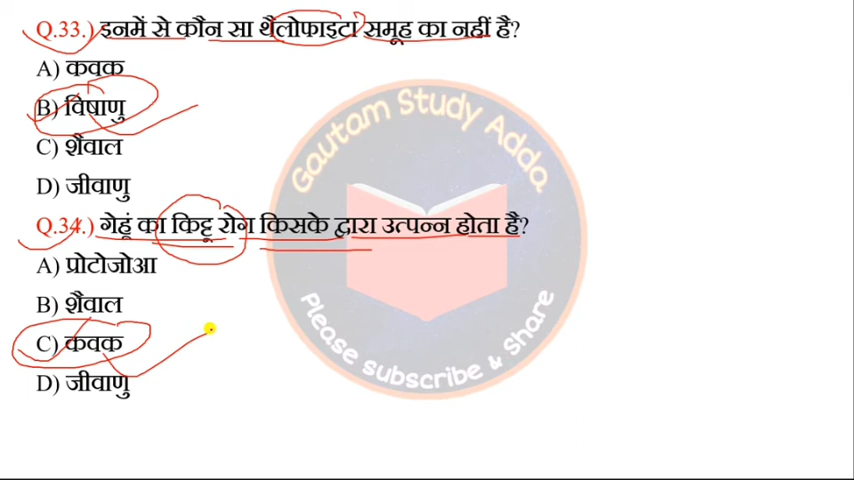 Q.33.) इनमें से कौन सा थैलोफाइटा समूह का नहीं है?
A) कवक
B) विषाणु
C) शैवाल
D) जीवाणु
Q.34.) गेहूं का किट्टू रोग किसके द्वारा उत्पन्न होता है?
A) प्रोटोजोआ
B) शैवाल
C) कवक
D) जीवाणु
Gautam Study Adda
Please subscribe & share